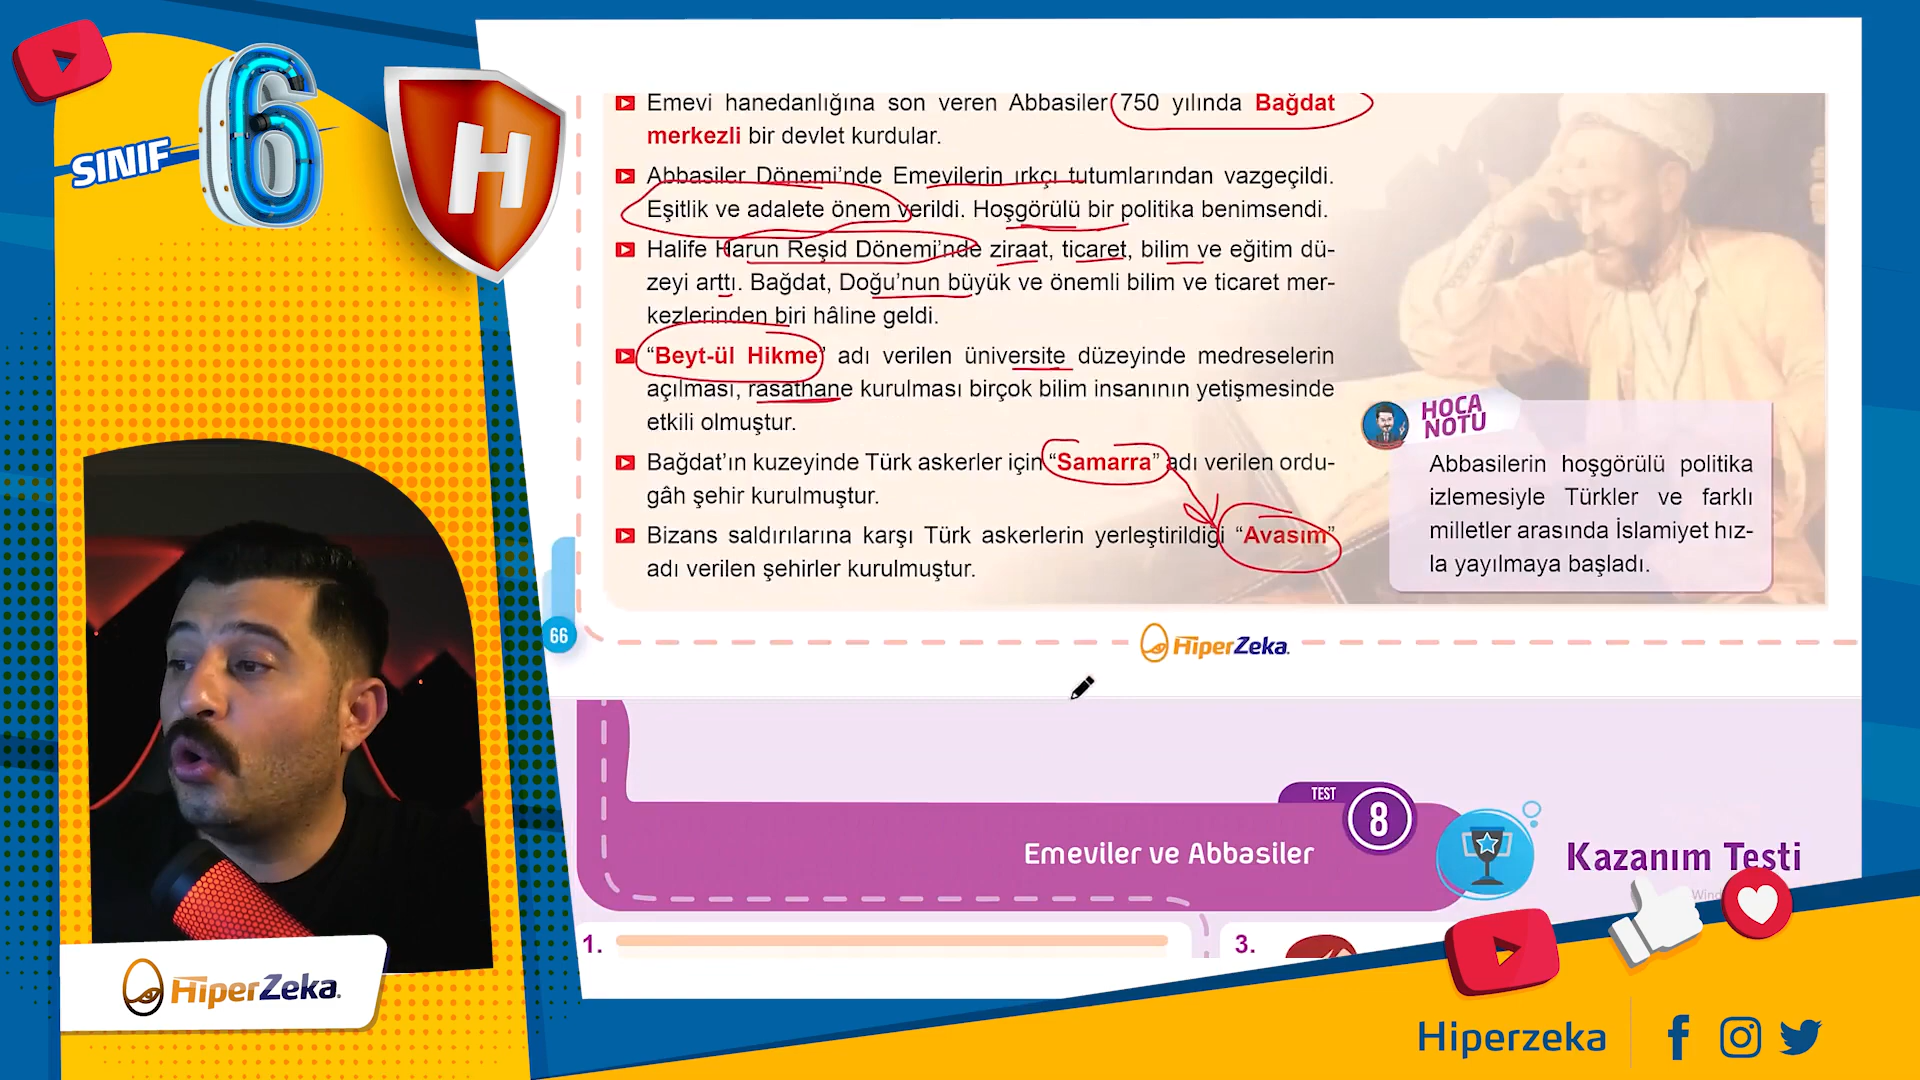 SINIF
6
H
Emevi hanedanlığına son veren Abbasiler 750 yılında Bağdat
merkezli bir devlet kurdular.
Abbasiler Dönemi’nde Emevilerin ırkçı tutumlarından vazgeçildi.
Eşitlik ve adalete önem verildi. Hoşgörülü bir politika benimsendi.
Halife Harun Reşid Dönemi’nde ziraat, ticaret, bilim ve eğitim dü-
zeyi arttı. Bağdat, Doğu’nun büyük ve önemli bilim ve ticaret mer-
kezlerinden biri hâline geldi.
“Beyt-ül Hikme” adı verilen üniversite düzeyinde medreselerin
açılması, rasathane kurulması birçok bilim insanının yetişmesinde
etkili olmuştur.
Bağdat’ın kuzeyinde Türk askerler için “Samarra” adı verilen ordu-
gâh şehir kurulmuştur.
Bizans saldırılarına karşı Türk askerlerin yerleştirildiği “Avasım”
adı verilen şehirler kurulmuştur.
HOCA
NOTU
Abbasilerin hoşgörülü politika
izlemesiyle Türkler ve farklı
milletler arasında İslamiyet hız-
la yayılmaya başladı.
66
HiperZeka.
TEST
8
Emeviler ve Abbasiler
Kazanım Testi
Wind
1.
3.
HiperZeka.
Hiperzeka